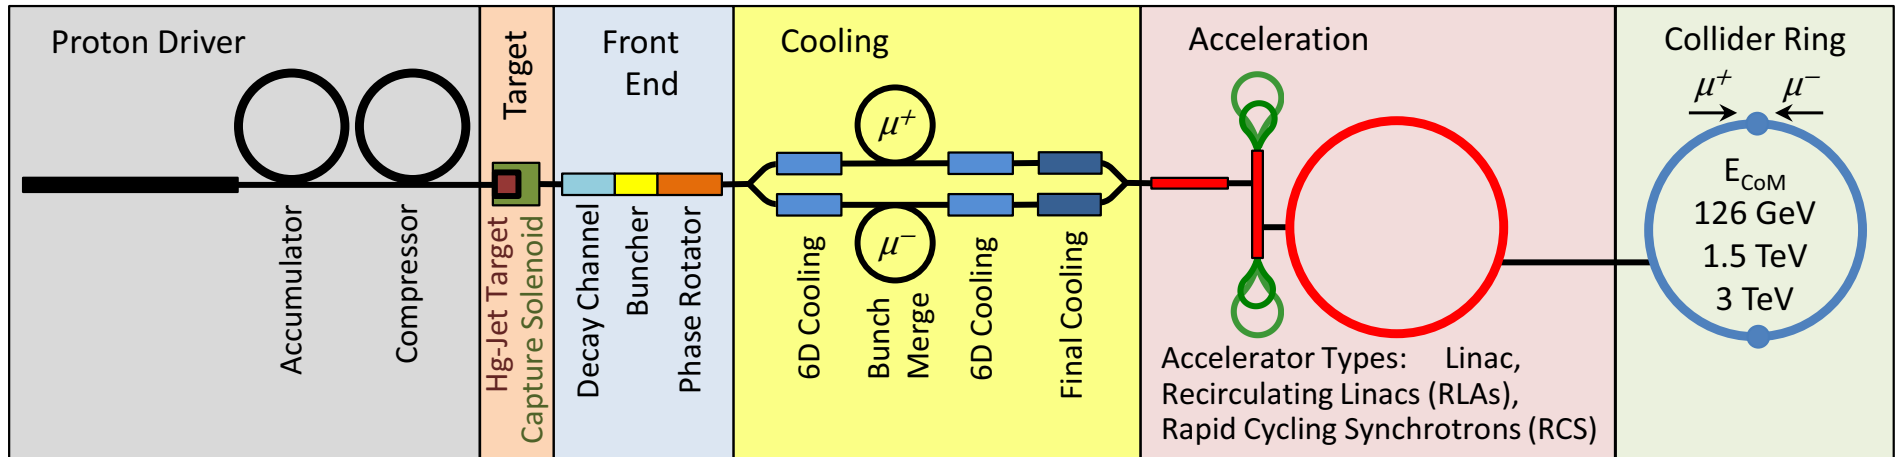 Proton Driver
Accumulator
Compressor
Target
Hg-Jet Target
Capture Solenoid
Front
End
Decay Channel
Buncher
Phase Rotator
Cooling
μ+
μ−
6D Cooling
Bunch
Merge
6D Cooling
Final Cooling
Acceleration
Accelerator Types: Linac,
Recirculating Linacs (RLAs),
Rapid Cycling Synchrotrons (RCS)
Collider Ring
μ+ μ−
ECoM
126 GeV
1.5 TeV
3 TeV